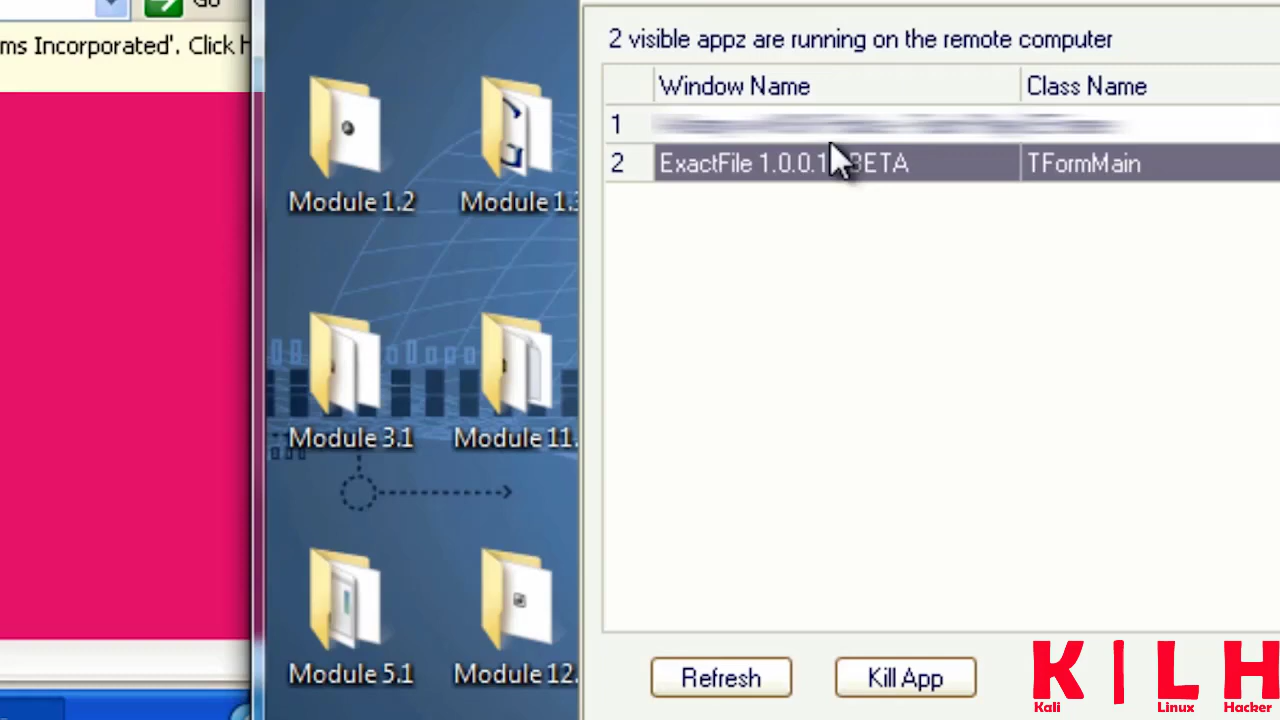 Go
ms Incorporated'. Click H
2 visible appz are running on the remote computer
Window Name Class Name
1
2 ExactFile 1.0.0.1 BETA TFormMain
Module 1.2 Module 1.3
Module 3.1 Module 11.
Module 5.1 Module 12.
Refresh Kill App
K | L H
Kali Linux Hacker